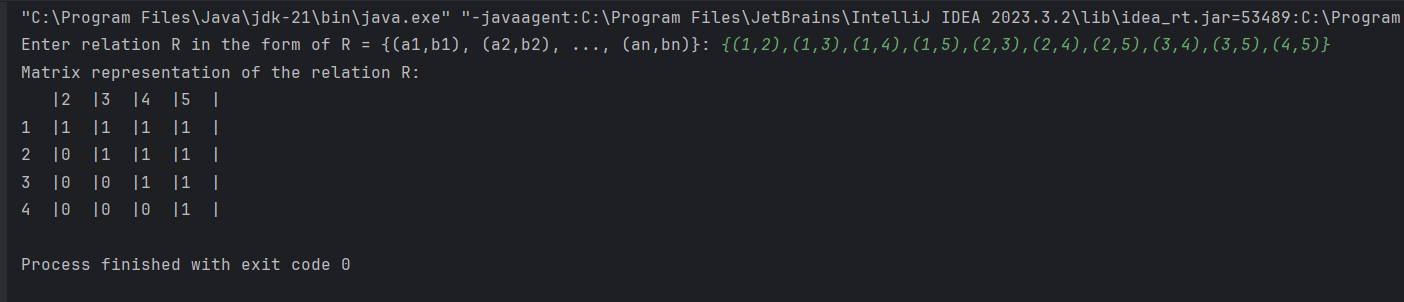 "C:\Program Files\Java\jdk-21\bin\java.exe" "-javaagent:C:\Program Files\JetBrains\IntelliJ IDEA 2023.3.2\lib\idea_rt.jar=53489:C:\Program
Enter relation R in the form of R = {(a1,b1), (a2,b2), ..., (an,bn)}: {(1,2),(1,3),(1,4),(1,5),(2,3),(2,4),(2,5),(3,4),(3,5),(4,5)}
Matrix representation of the relation R:
   |2  |3  |4  |5  |
1  |1  |1  |1  |1  |
2  |0  |1  |1  |1  |
3  |0  |0  |1  |1  |
4  |0  |0  |0  |1  |
Process finished with exit code 0